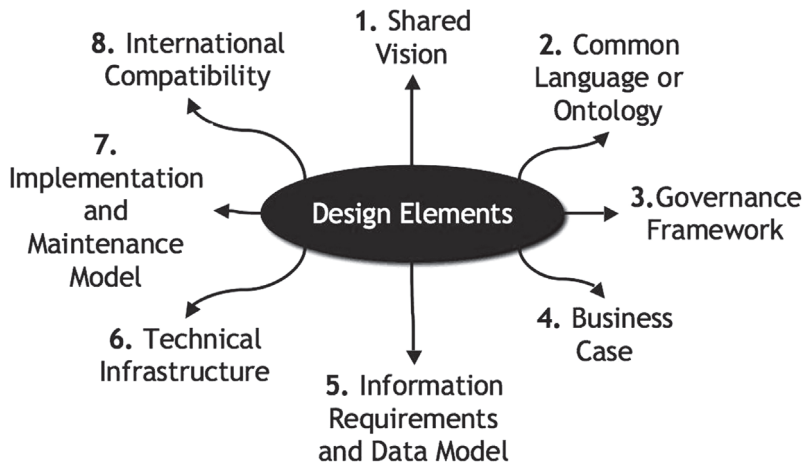 1. Shared
Vision
2. Common
Language or
Ontology
3.Governance
Framework
4. Business
Case
5. Information
Requirements
and Data Model
6. Technical
Infrastructure
7.
Implementation
and
Maintenance
Model
8. International
Compatibility
Design Elements